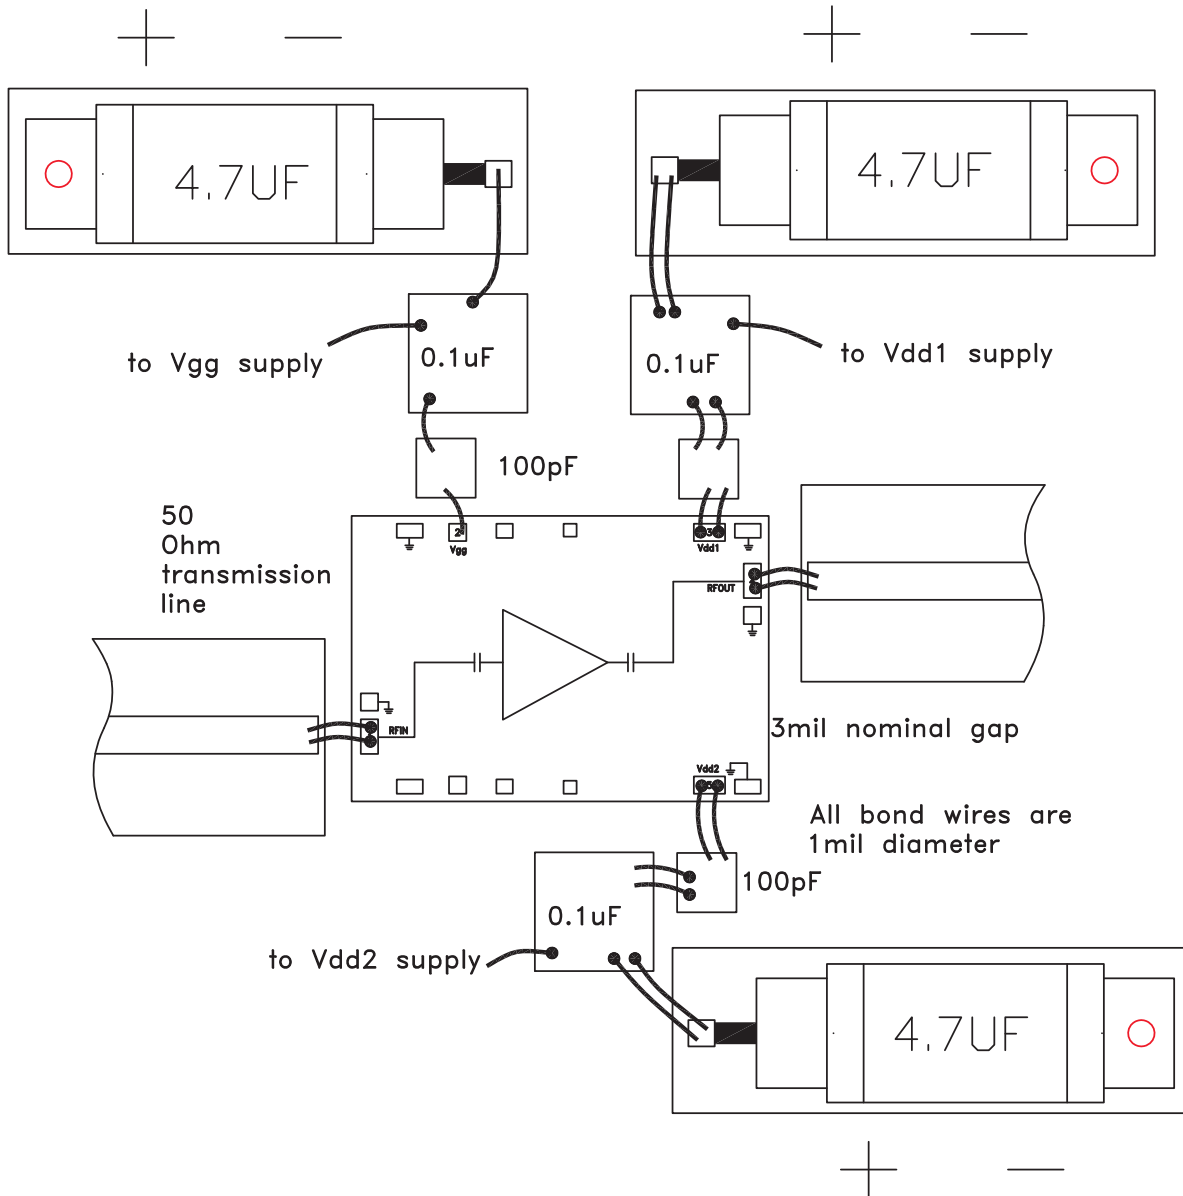 + −
+ −
4.7UF
4.7UF
to Vgg supply
0.1uF
0.1uF
to Vdd1 supply
100pF
50
Ohm
transmission
line
2
Vgg
3
Vdd1
RFOUT
RFIN
3mil nominal gap
Vdd2
5
All bond wires are
1mil diameter
100pF
0.1uF
to Vdd2 supply
4.7UF
+ −